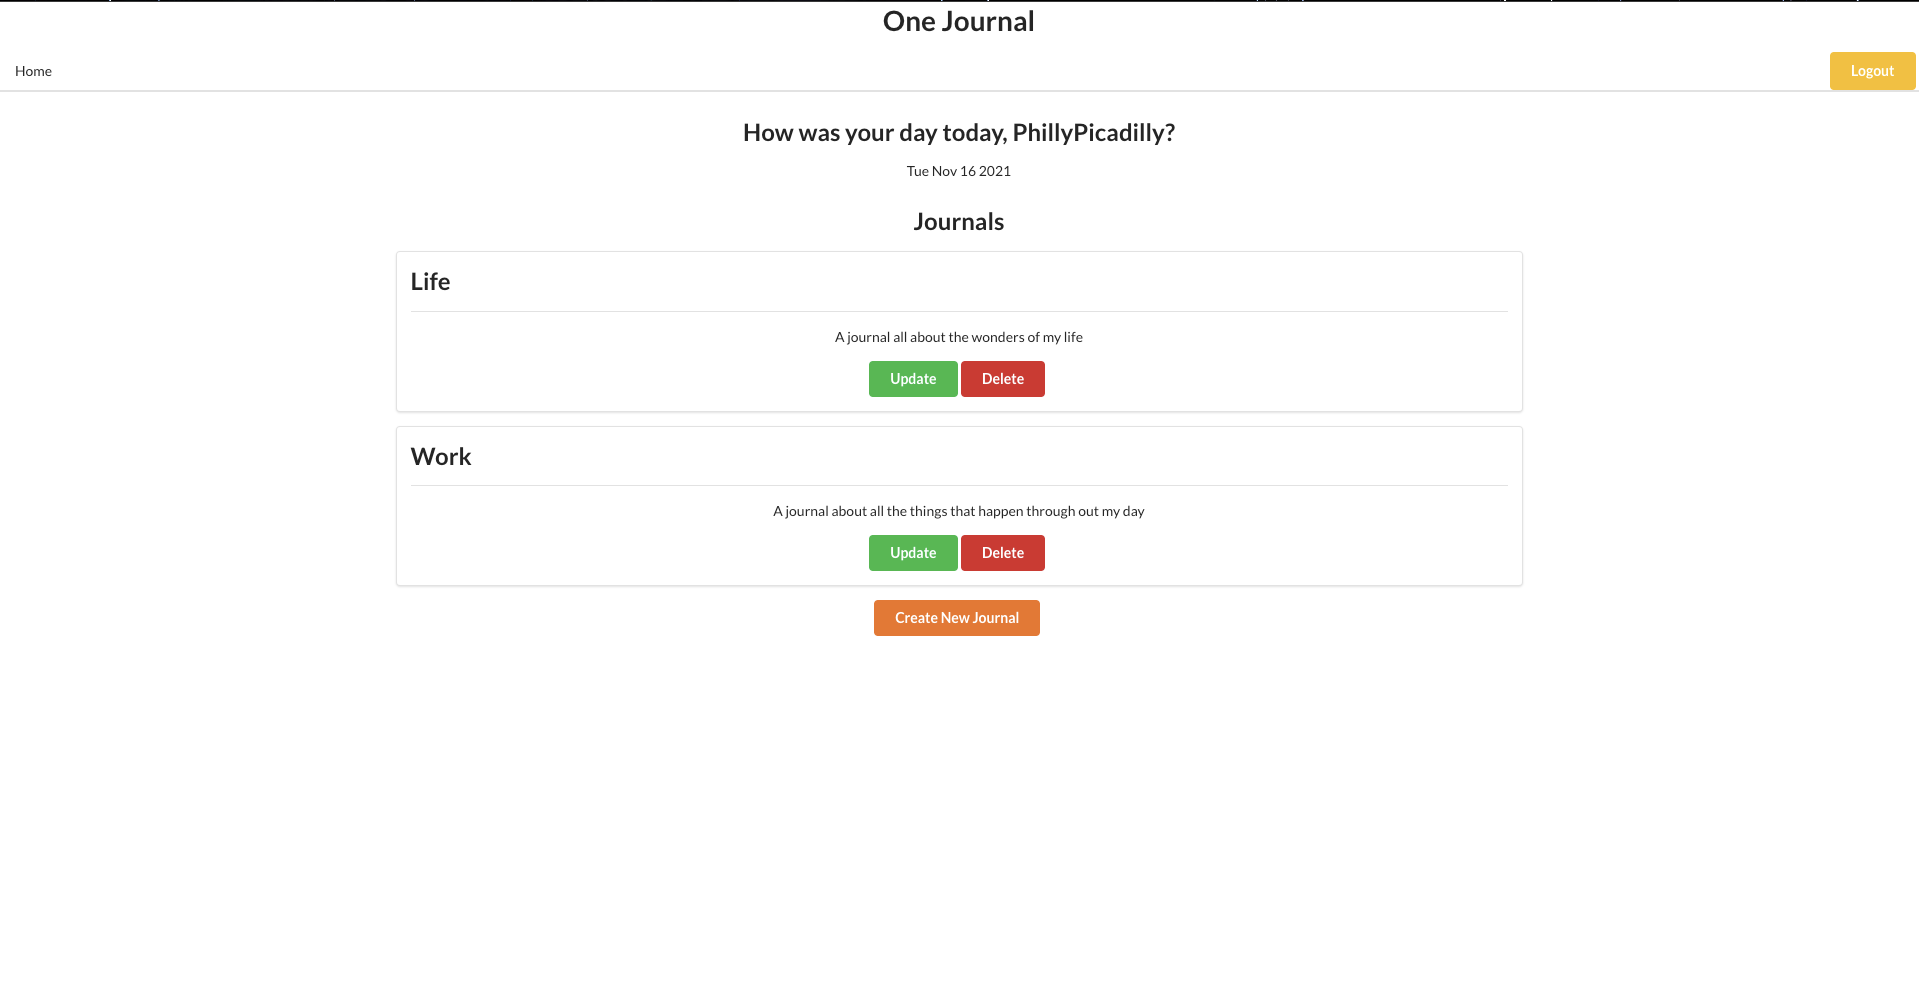 One Journal
Home
Logout
How was your day today, PhillyPicadilly?
Tue Nov 16 2021
Journals
Life
A journal all about the wonders of my life
Update Delete
Work
A journal about all the things that happen through out my day
Update Delete
Create New Journal